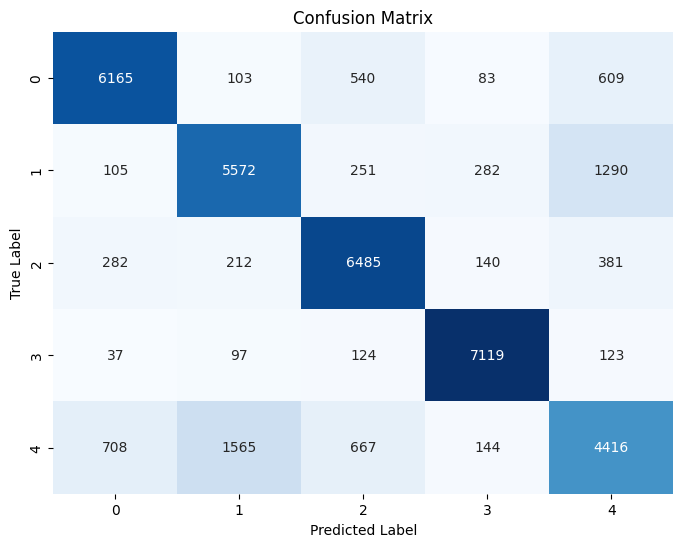 Confusion Matrix
0 6165 103 540 83 609
1 105 5572 251 282 1290
2 282 212 6485 140 381
3 37 97 124 7119 123
4 708 1565 667 144 4416
True Label
0 1 2 3 4
Predicted Label